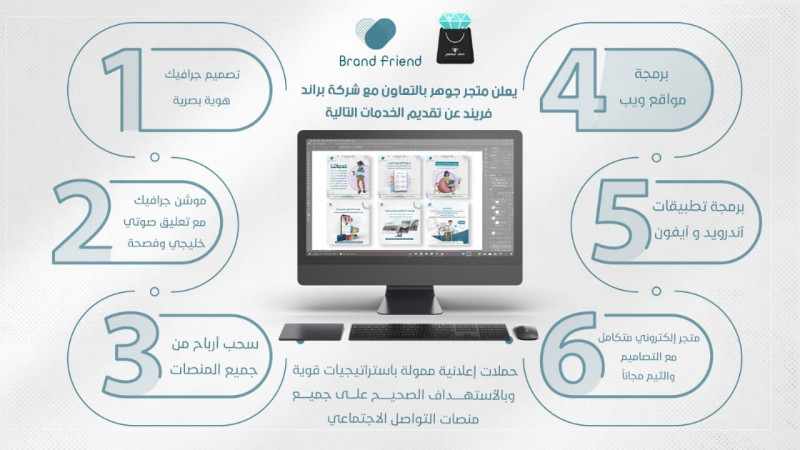 Brand Friend
يعلن متجر جوهر بالتعاون مع شركة براند
فريند عن تقديم الخدمات التالية
1
تصميم جرافيك
هوية بصرية
2
موشن جرافيك
مع تعليق صوتي
خليجي وفصحة
3
سحب أرباح من
جميع المنصات
4
برمجة
مواقع ويب
5
برمجة تطبيقات
أندرويد و أيفون
6
متجر إلكتروني متكامل
مع التصاميم
والثيم مجاناً
خدماتنا
حملات إعلانية ممولة باستراتيجيات قوية
وبالأستهداف الصحيح على جميع
منصات التواصل الاجتماعي